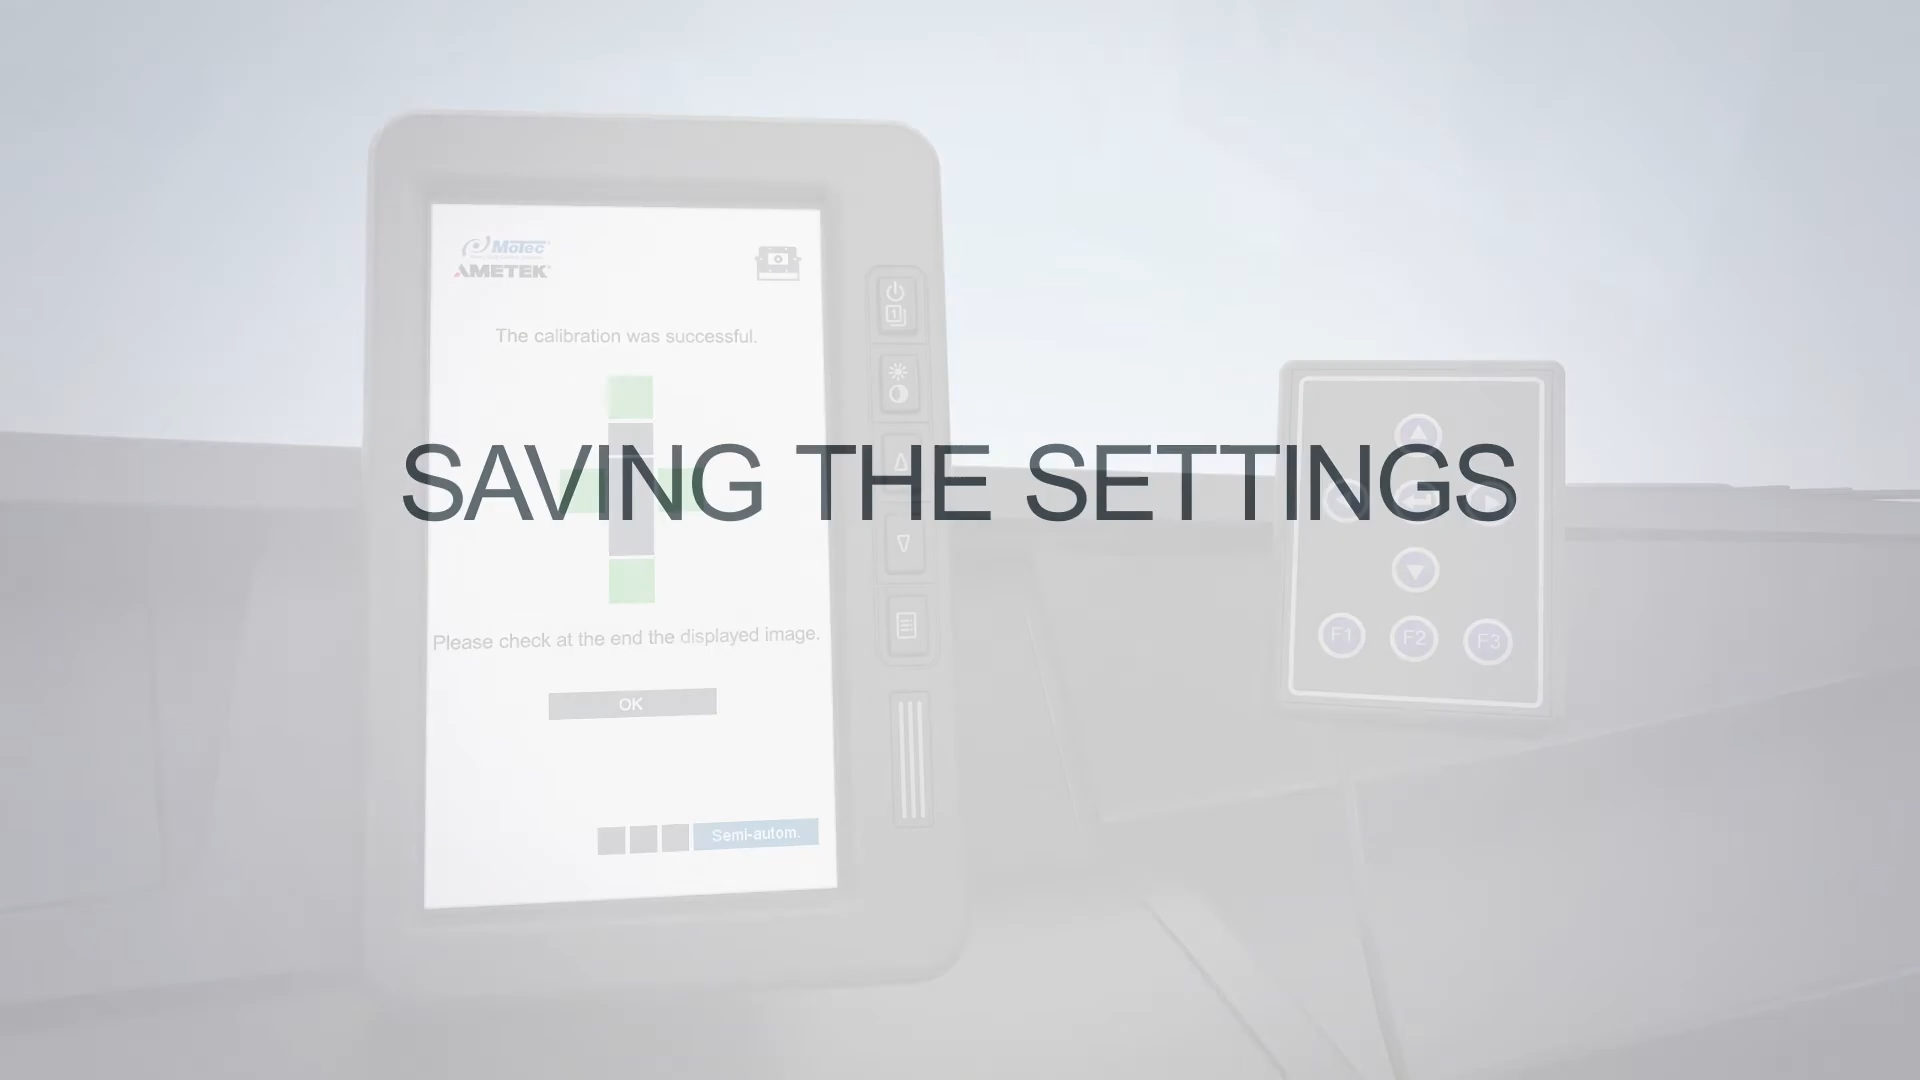 MoTec
AMETEK
The calibration was successful.
SAVING THE SETTINGS
Please check at the end the displayed image.
OK
Semi-autom.
1
F1 F2 F3